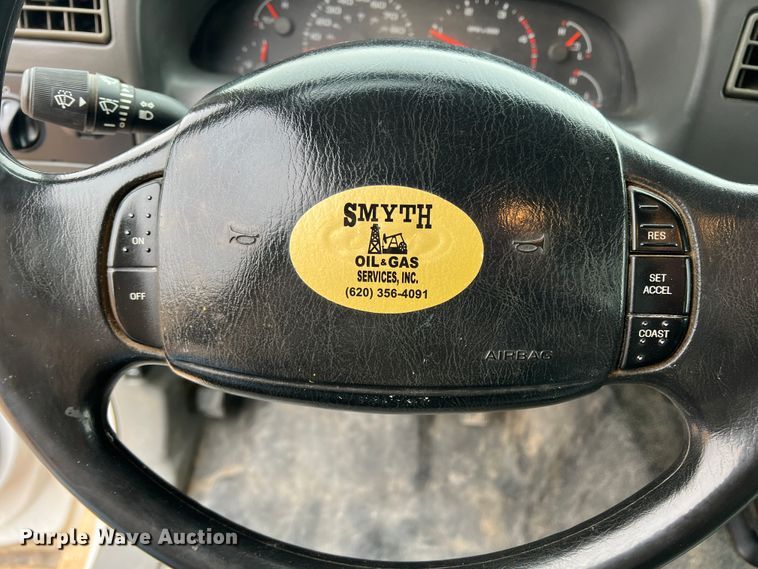 ON
OFF
SMYTH
OIL & GAS
SERVICES, INC.
(620) 356-4091
AIRBAG
RES
SET
ACCEL
COAST
Purple Wave Auction